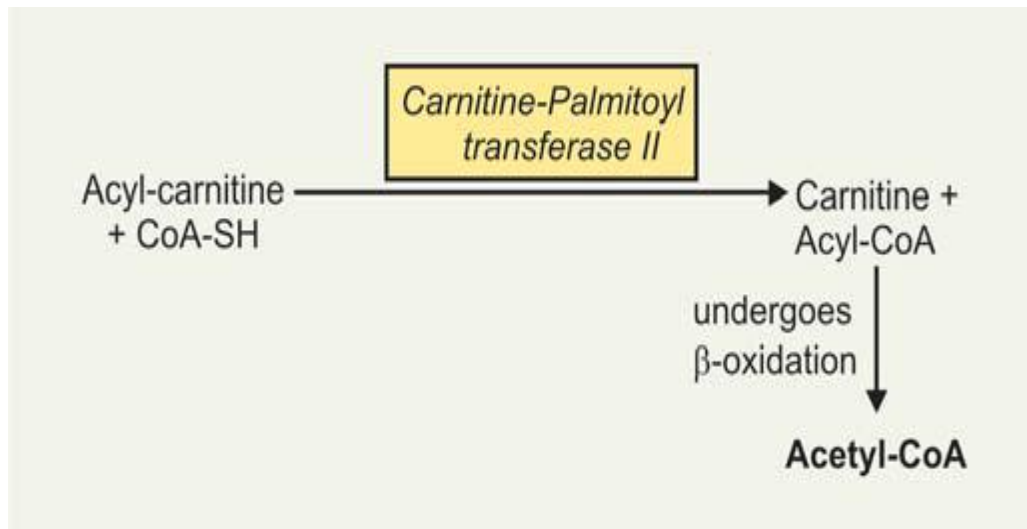 Carnitine-Palmitoyl
transferase II
Acyl-carnitine
+ CoA-SH
Carnitine +
Acyl-CoA
undergoes
β-oxidation
Acetyl-CoA